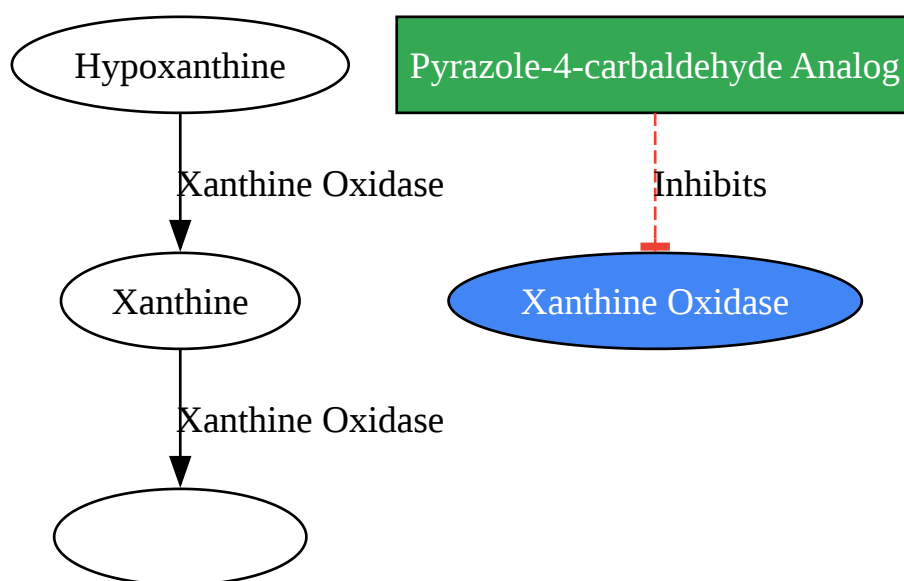 Hypoxanthine
Pyrazole-4-carbaldehyde Analog
Xanthine Oxidase
Inhibits
Xanthine
Xanthine Oxidase
Xanthine Oxidase